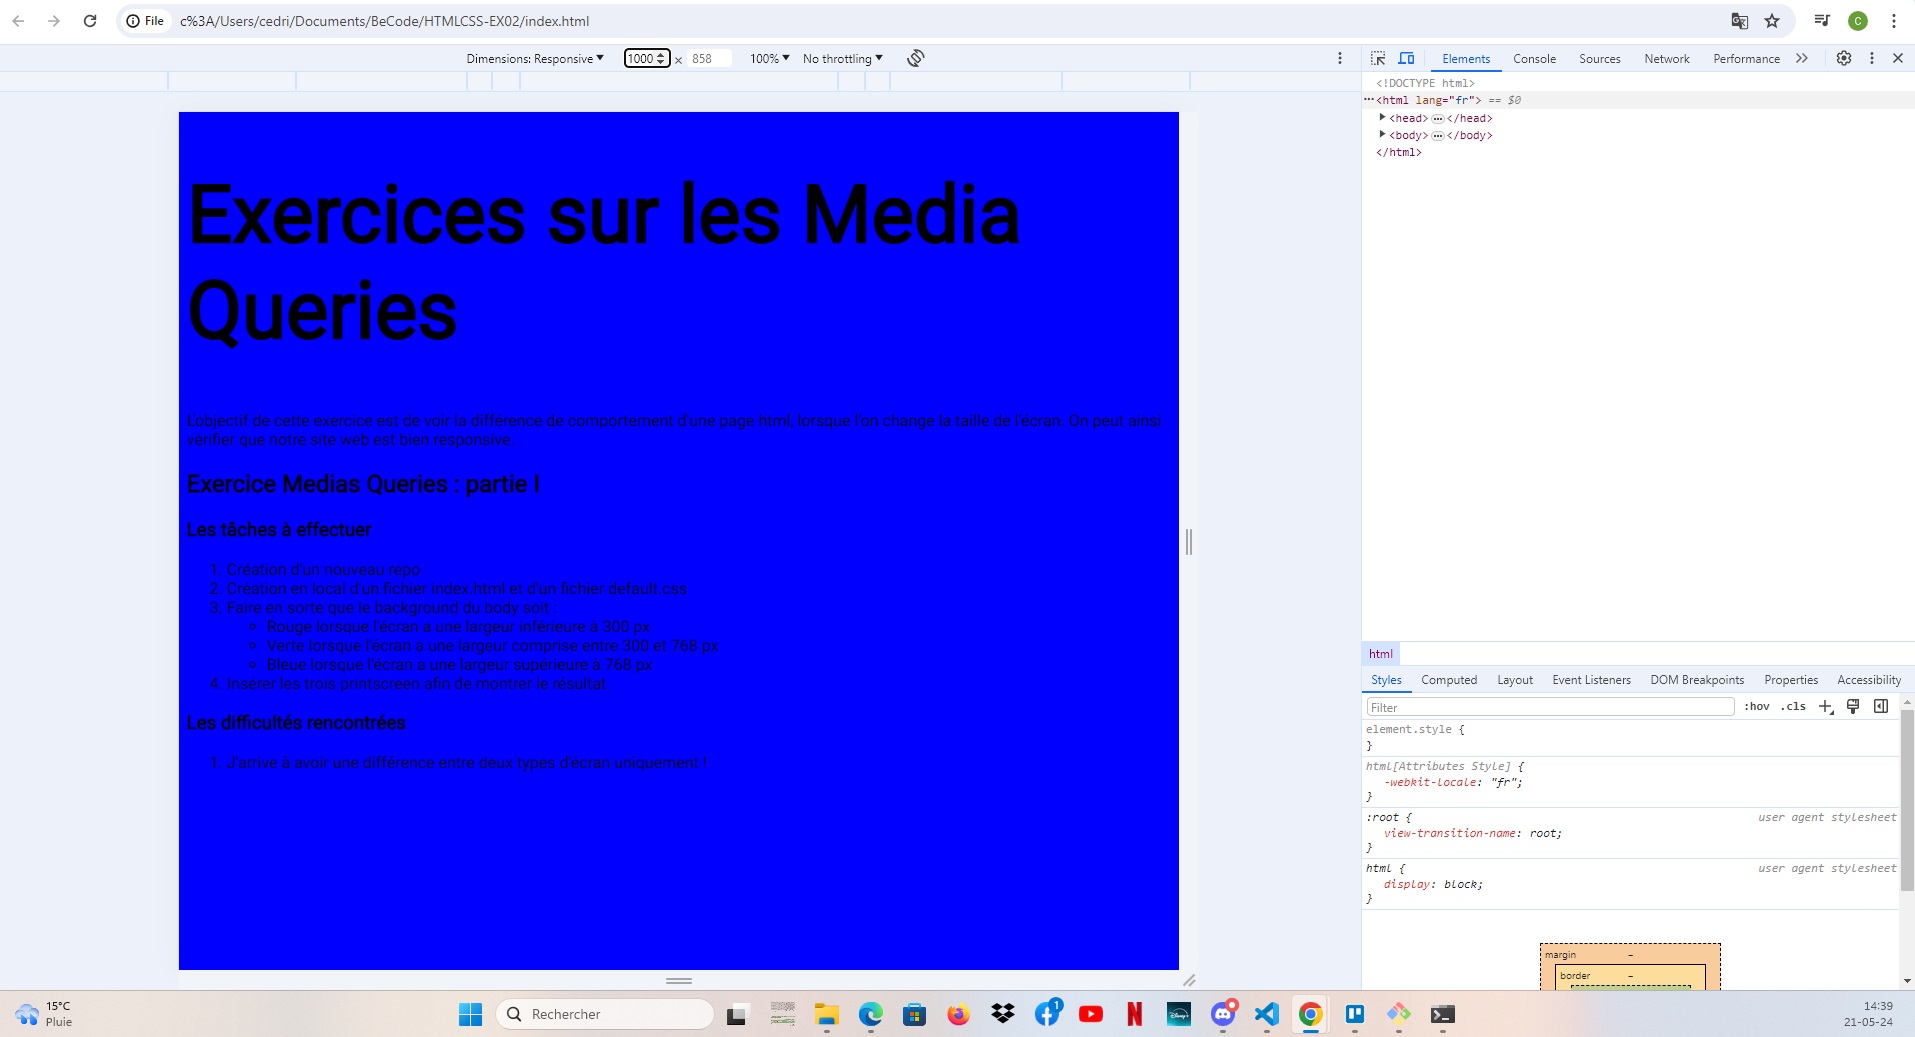 File c%3A/Users/cedri/Documents/BeCode/HTMLCSS-EX02/index.html
C
Dimensions: Responsive 1000 × 858 100% No throttling
Elements Console Sources Network Performance
<!DOCTYPE html>
<html lang="fr"> == $0
<head> … </head>
<body> … </body>
</html>
Exercices sur les Media
Queries
L'objectif de cette exercice est de voir la différence de comportement d'une page html, lorsque l'on change la taille de l'écran. On peut ainsi
vérifier que notre site web est bien responsive.
Exercice Medias Queries : partie I
Les tâches à effectuer
1. Création d'un nouveau repo
2. Création en local d'un fichier index.html et d'un fichier default.css
3. Faire en sorte que le background du body soit :
Rouge lorsque l'écran a une largeur inférieure à 300 px
Verte lorsque l'écran a une largeur comprise entre 300 et 768 px
Bleue lorsque l'écran a une largeur supérieure à 768 px
4. Insérer les trois printscreen afin de montrer le résultat.
Les difficultés rencontrées
1. J'arrive à avoir une différence entre deux types d'écran uniquement !
html
Styles Computed Layout Event Listeners DOM Breakpoints Properties Accessibility
Filter :hov .cls
element.style {
}
html[Attributes Style] {
-webkit-locale: "fr";
}
:root { user agent stylesheet
view-transition-name: root;
}
html { user agent stylesheet
display: block;
}
margin -
border -
15°C
Pluie
Rechercher
1
14:39
21-05-24